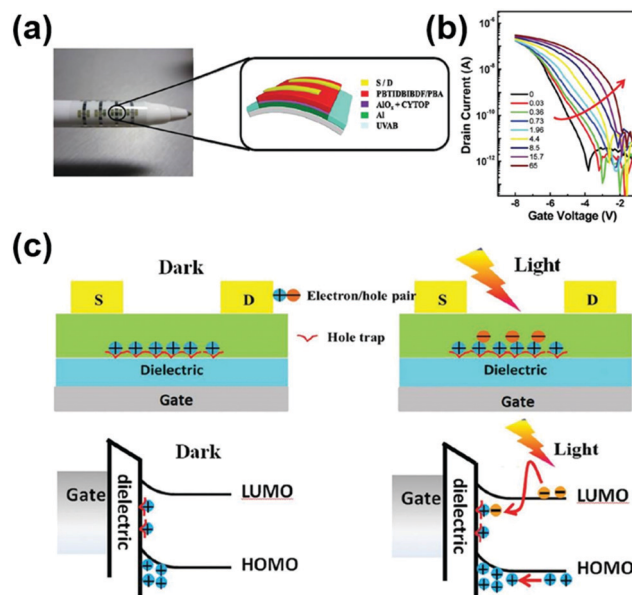 (a)
S / D
PBTIDBIBDF/PBA
AlOₓ + CYTOP
Al
UVAB
(b)
Drain Current (A)
10⁻⁶
10⁻⁸
10⁻¹⁰
10⁻¹²
0
0.03
0.36
0.73
1.96
4.4
8.5
15.7
65
-8
-6
-4
-2
Gate Voltage (V)
(c)
Dark
S
D
Electron/hole pair
Hole trap
Dielectric
Gate
Light
S
D
Dielectric
Gate
Dark
Gate
dielectric
LUMO
HOMO
Light
Gate
dielectric
LUMO
HOMO